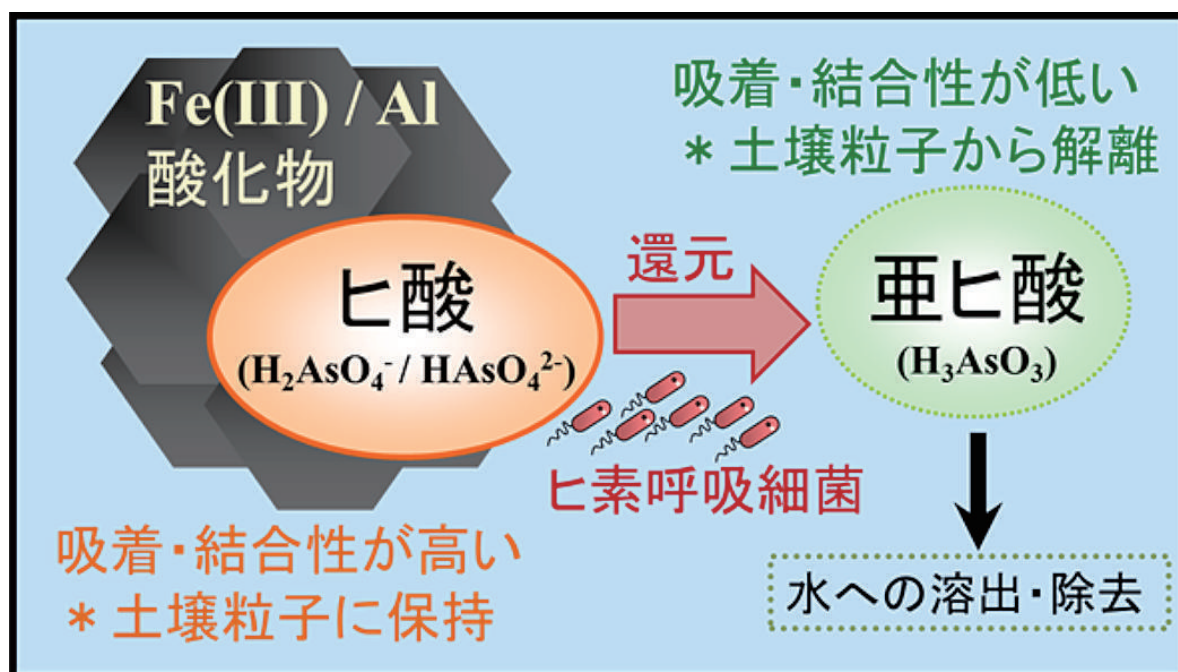 Fe(III) / Al
酸化物
ヒ酸
(H₂AsO₄⁻ / HAsO₄²⁻)
吸着・結合性が高い
＊土壌粒子に保持
還元
ヒ素呼吸細菌
吸着・結合性が低い
＊土壌粒子から解離
亜ヒ酸
(H₃AsO₃)
水への溶出・除去